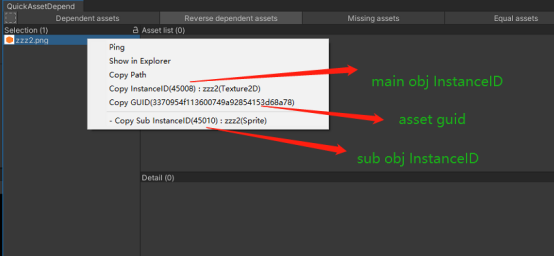 QuickAssetDepend
Dependent assets
Reverse dependent assets
Missing assets
Equal assets
Selection (1)
Asset list (0)
zzz2.png
Ping
Show in Explorer
Copy Path
Copy InstanceID(45008) : zzz2(Texture2D)
main obj InstanceID
Copy GUID(3370954f113600749a92854153d68a78)
asset guid
- Copy Sub InstanceID(45010) : zzz2(Sprite)
sub obj InstanceID
Detail (0)